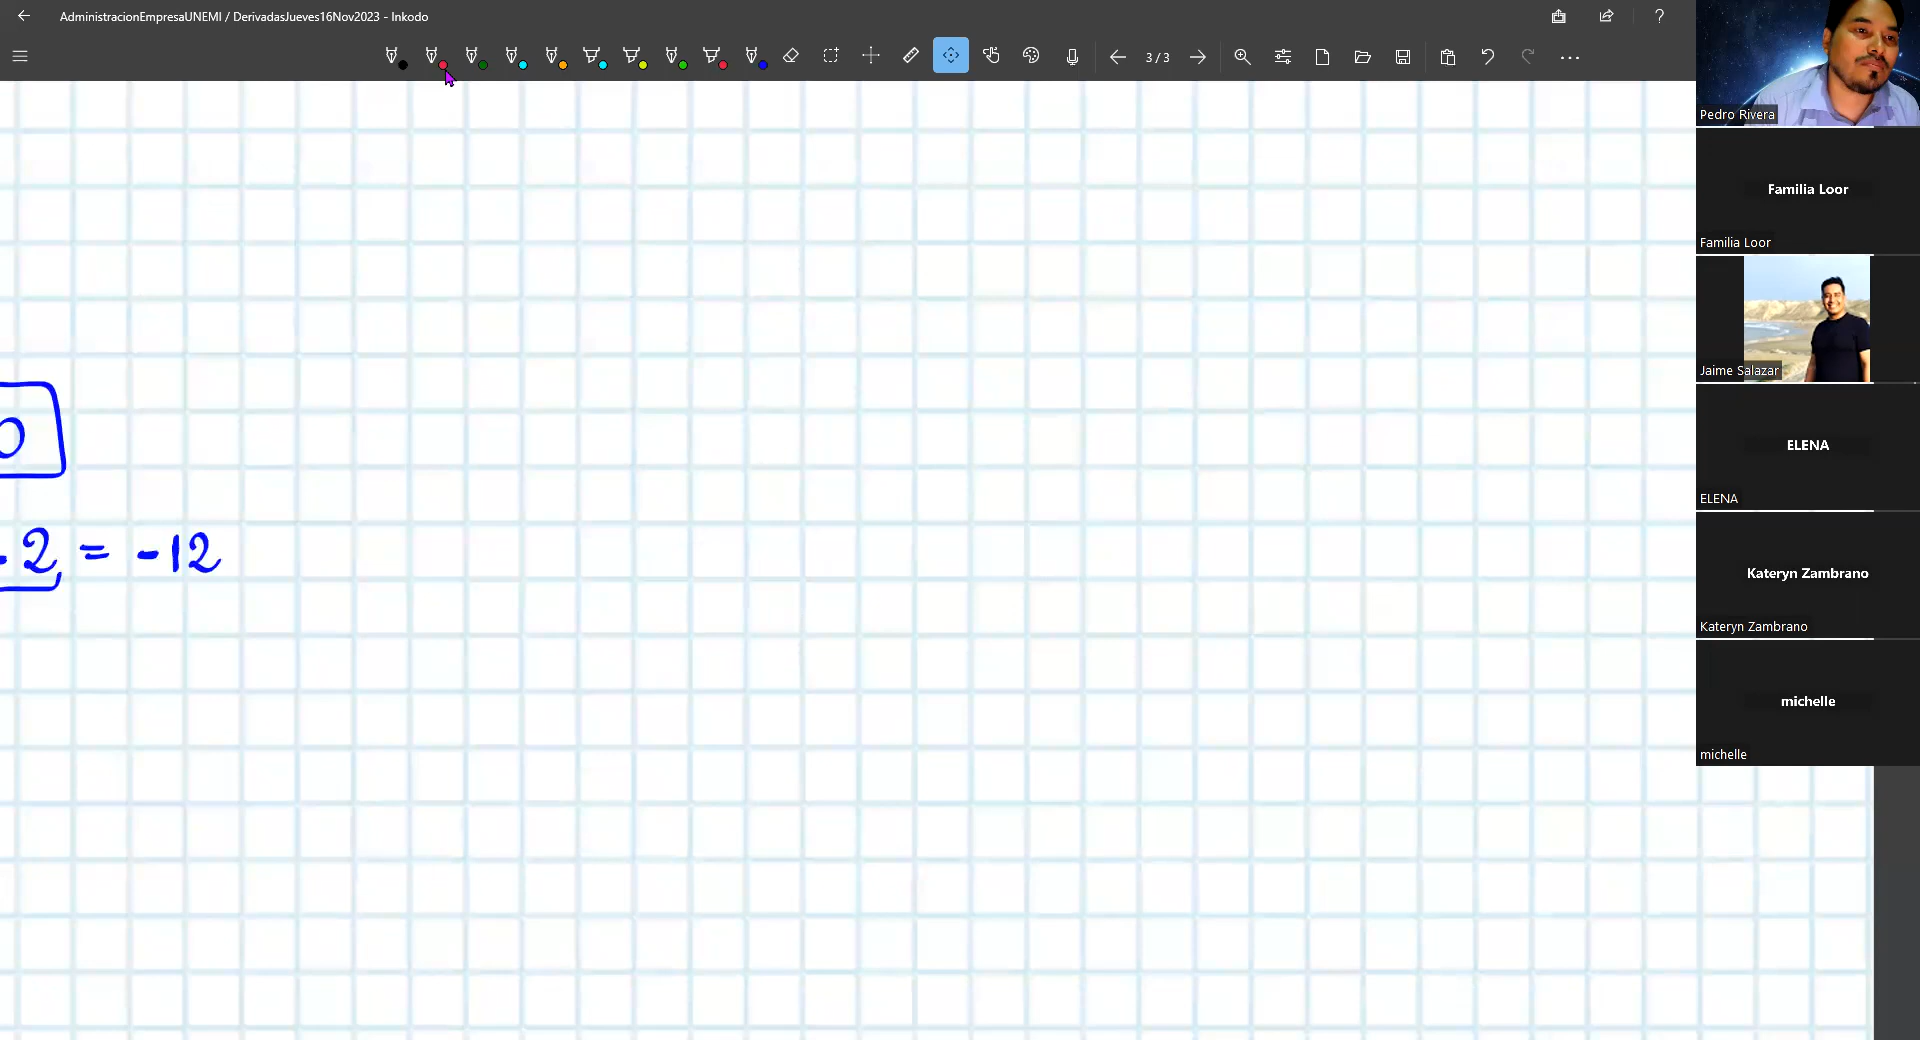 AdministracionEmpresaUNEMI / DerivadasJueves16Nov2023 - Inkodo
?
3 / 3
Pedro Rivera
Familia Loor
Familia Loor
Jaime Salazar
ELENA
ELENA
Kateryn Zambrano
Kateryn Zambrano
michelle
michelle
0
. 2 = -12